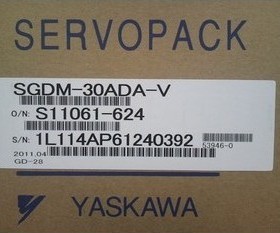 SERVOPACK
SGDM-30ADA-V
O/N: S11061-624
S/N: 1L114AP61240392
2011.04 53946-0
GD-28
YASKAWA